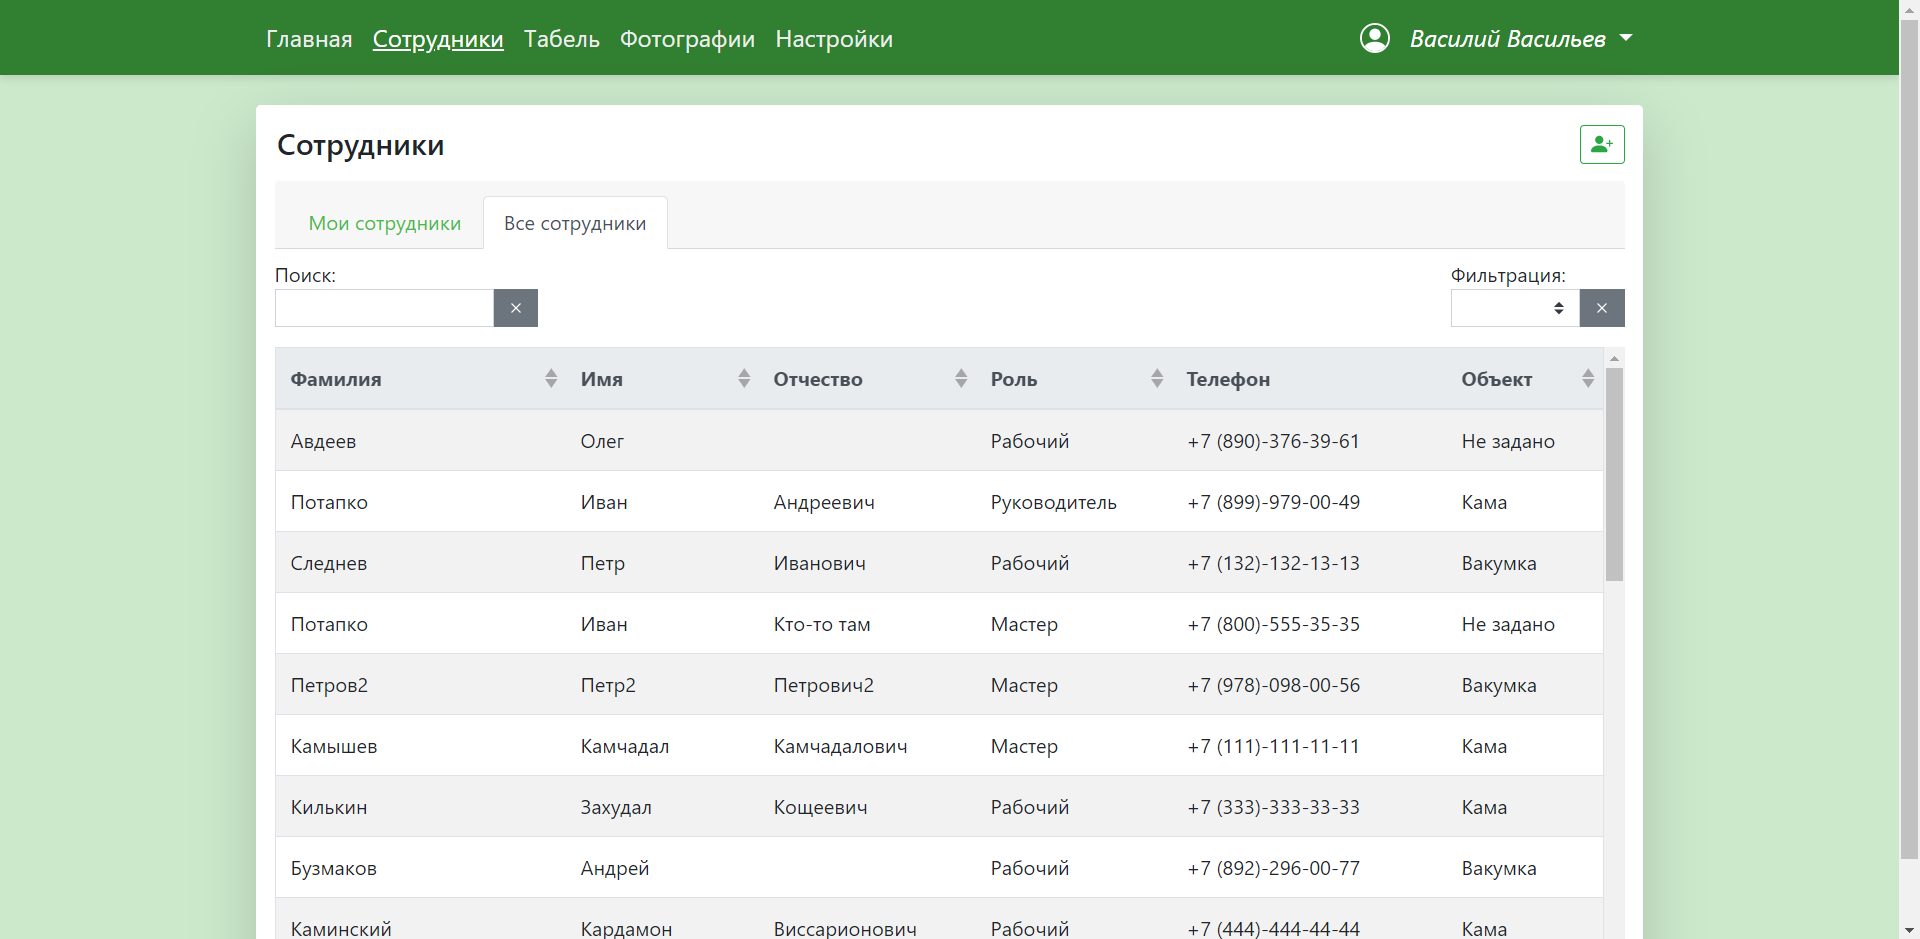 Главная Сотрудники Табель Фотографии Настройки Василий Васильев
Сотрудники
Мои сотрудники Все сотрудники
Поиск: Фильтрация:
Фамилия Имя Отчество Роль Телефон Объект
Авдеев Олег Рабочий +7 (890)-376-39-61 Не задано
Потапко Иван Андреевич Руководитель +7 (899)-979-00-49 Кама
Следнев Петр Иванович Рабочий +7 (132)-132-13-13 Вакумка
Потапко Иван Кто-то там Мастер +7 (800)-555-35-35 Не задано
Петров2 Петр2 Петрович2 Мастер +7 (978)-098-00-56 Вакумка
Камышев Камчадал Камчадалович Мастер +7 (111)-111-11-11 Кама
Килькин Захудал Кощеевич Рабочий +7 (333)-333-33-33 Кама
Бузмаков Андрей Рабочий +7 (892)-296-00-77 Вакумка
Каминский Кардамон Виссарионович Рабочий +7 (444)-444-44-44 Кама